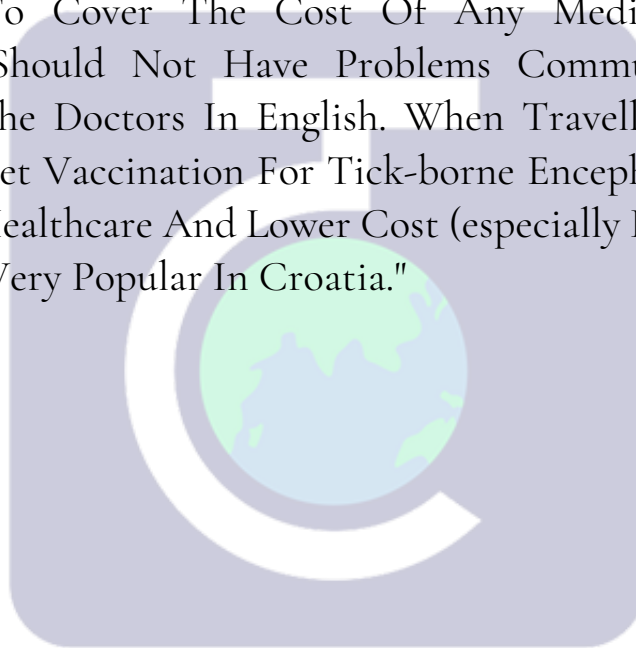 To Cover The Cost Of Any Medi
Should Not Have Problems Commu
he Doctors In English. When Travell
et Vaccination For Tick-borne Enceph
ealthcare And Lower Cost (especially
Very Popular In Croatia."